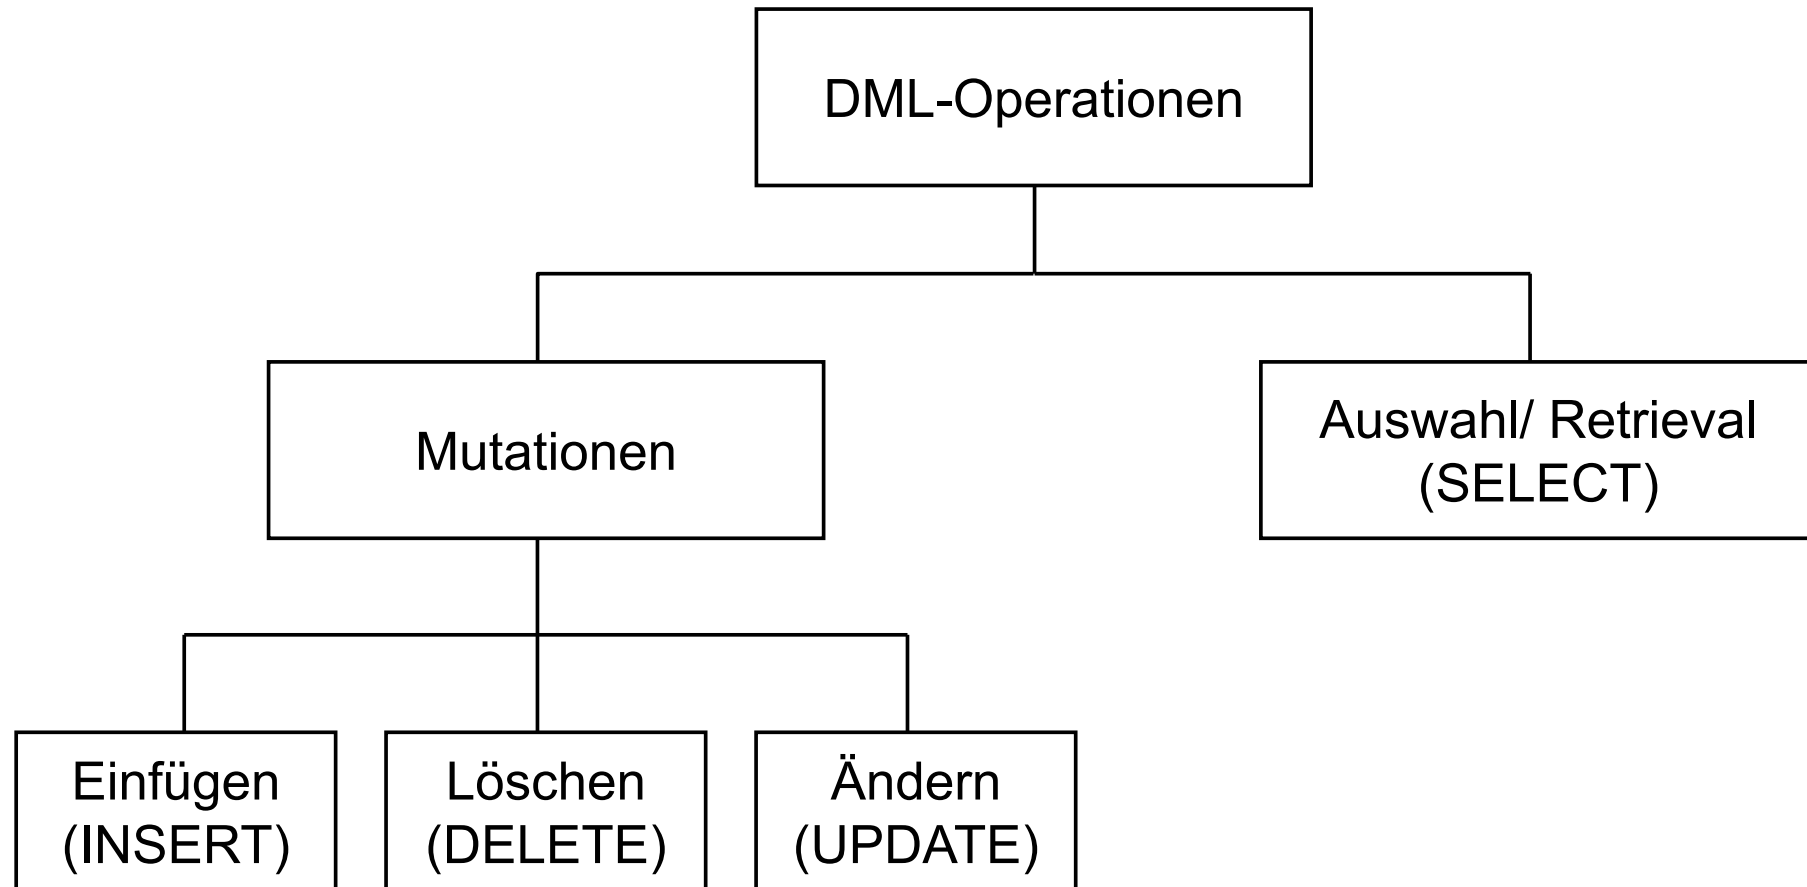 DML-Operationen
Mutationen
Auswahl/ Retrieval
(SELECT)
Einfügen
(INSERT)
Löschen
(DELETE)
Ändern
(UPDATE)